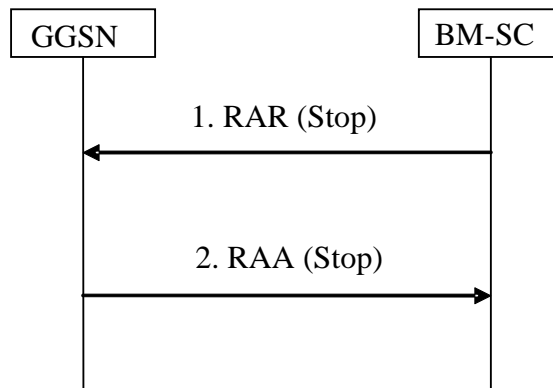 GGSN
BM-SC
1. RAR (Stop)
2. RAA (Stop)